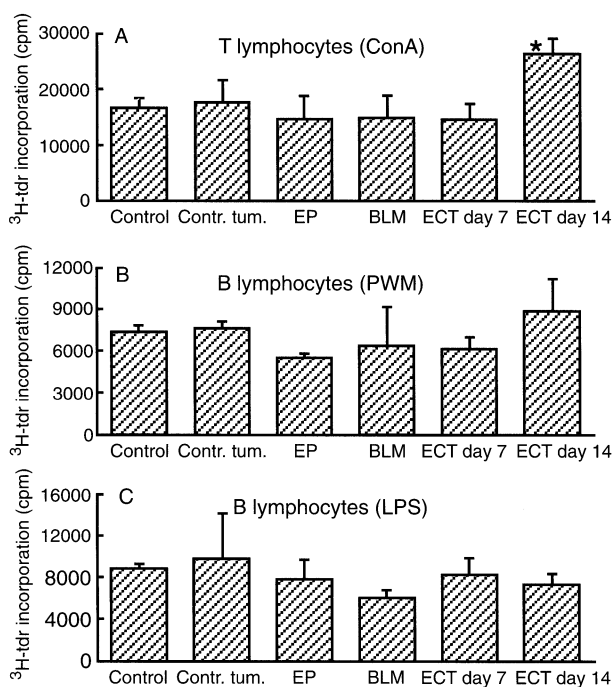 A
T lymphocytes (ConA)
³H-tdr incorporation (cpm)
30000
20000
10000
0
*
Control Contr. tum. EP BLM ECT day 7 ECT day 14
B
B lymphocytes (PWM)
³H-tdr incorporation (cpm)
12000
9000
6000
3000
0
Control Contr. tum. EP BLM ECT day 7 ECT day 14
C
B lymphocytes (LPS)
³H-tdr incorporation (cpm)
16000
12000
8000
4000
0
Control Contr. tum. EP BLM ECT day 7 ECT day 14